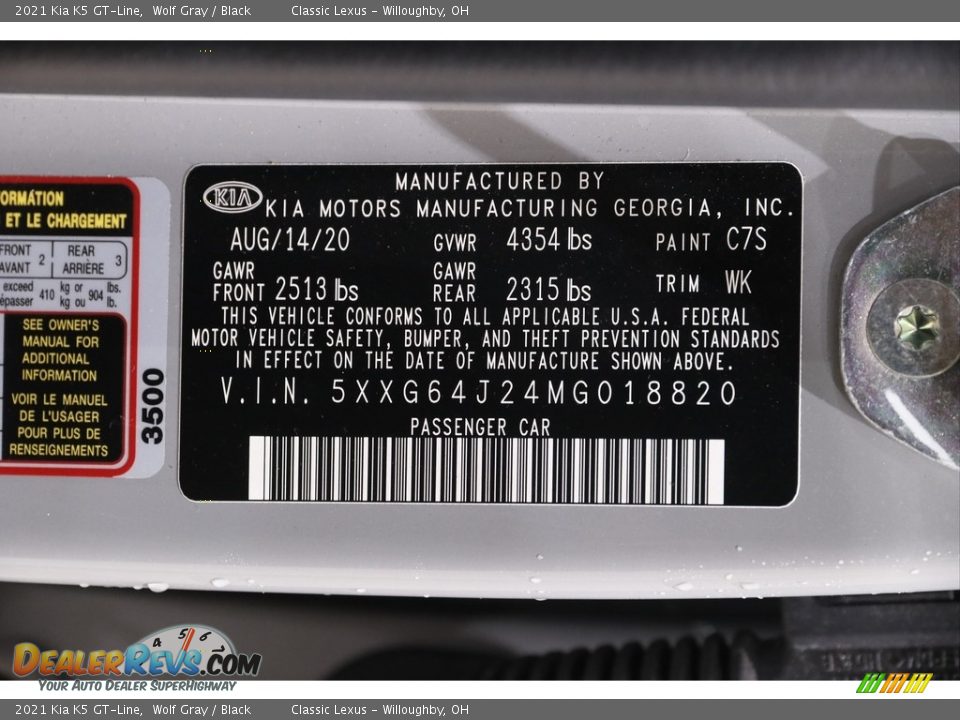 2021 Kia K5 GT-Line, Wolf Gray / Black Classic Lexus - Willoughby, OH
MANUFACTURED BY
KIA
KIA MOTORS MANUFACTURING GEORGIA, INC.
AUG/14/20 GVWR 4354 lbs PAINT C7S
GAWR FRONT 2513 lbs GAWR REAR 2315 lbs TRIM WK
THIS VEHICLE CONFORMS TO ALL APPLICABLE U.S.A. FEDERAL
MOTOR VEHICLE SAFETY, BUMPER, AND THEFT PREVENTION STANDARDS
IN EFFECT ON THE DATE OF MANUFACTURE SHOWN ABOVE.
V.I.N. 5XXG64J24MG018820
PASSENGER CAR
ET LE CHARGEMENT
FRONT 2 REAR 3
AVANT ARRIÈRE
exceed 410 kg or 904 lbs.
kg ou lb.
SEE OWNER'S
MANUAL FOR
ADDITIONAL
INFORMATION
VOIR LE MANUEL
DE L'USAGER
POUR PLUS DE
RENSEIGNEMENTS
3500
4 5 6
DEALERREVS.COM
YOUR AUTO DEALER SUPERHIGHWAY
2021 Kia K5 GT-Line, Wolf Gray / Black Classic Lexus - Willoughby, OH